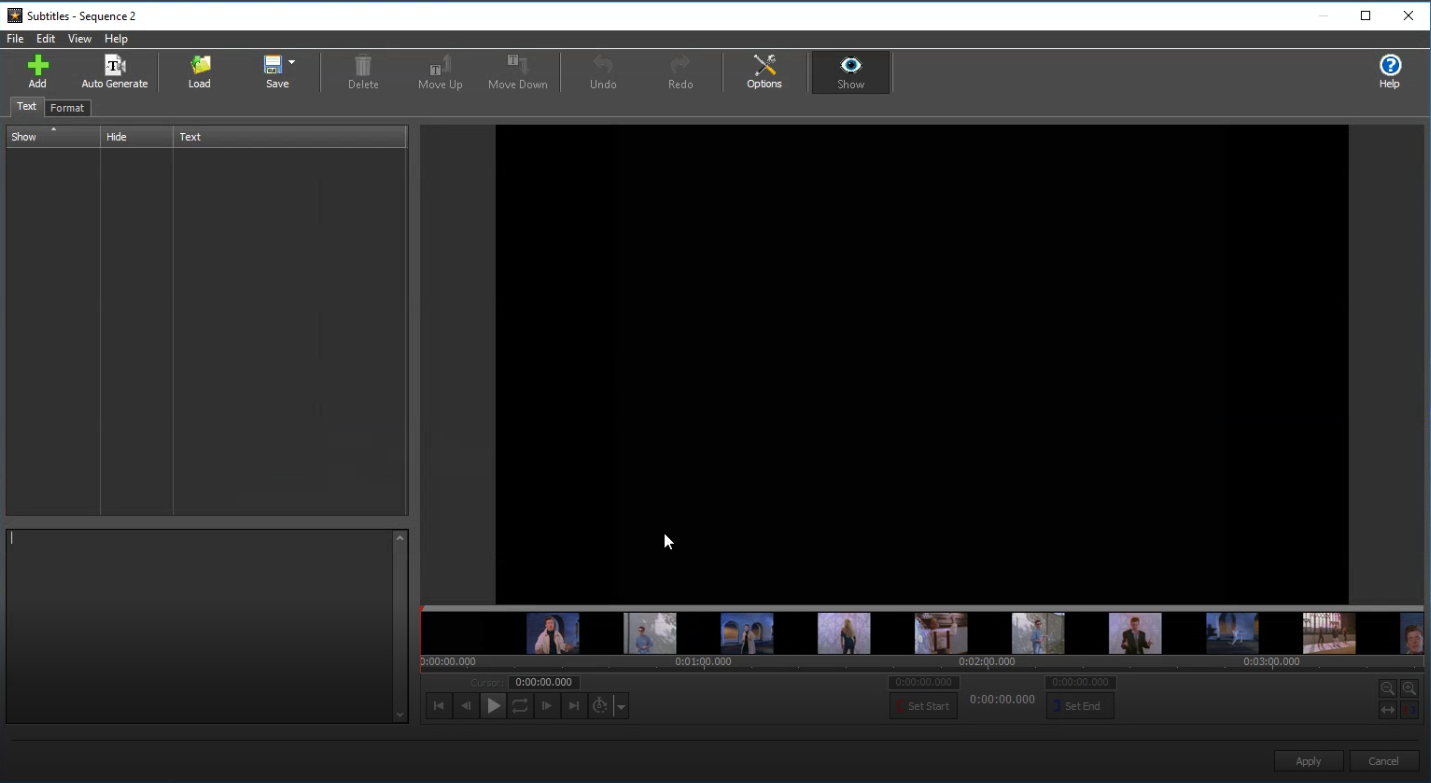 Subtitles - Sequence 2
File Edit View Help
Add Auto Generate Load Save Delete Move Up Move Down Undo Redo Options Show Help
Text Format
Show Hide Text
0:00:00.000 0:01:00.000 0:02:00.000 0:03:00.000
Cursor: 0:00:00.000 0:00:00.000 0:00:00.000
Set Start 0:00:00.000 Set End
Apply Cancel